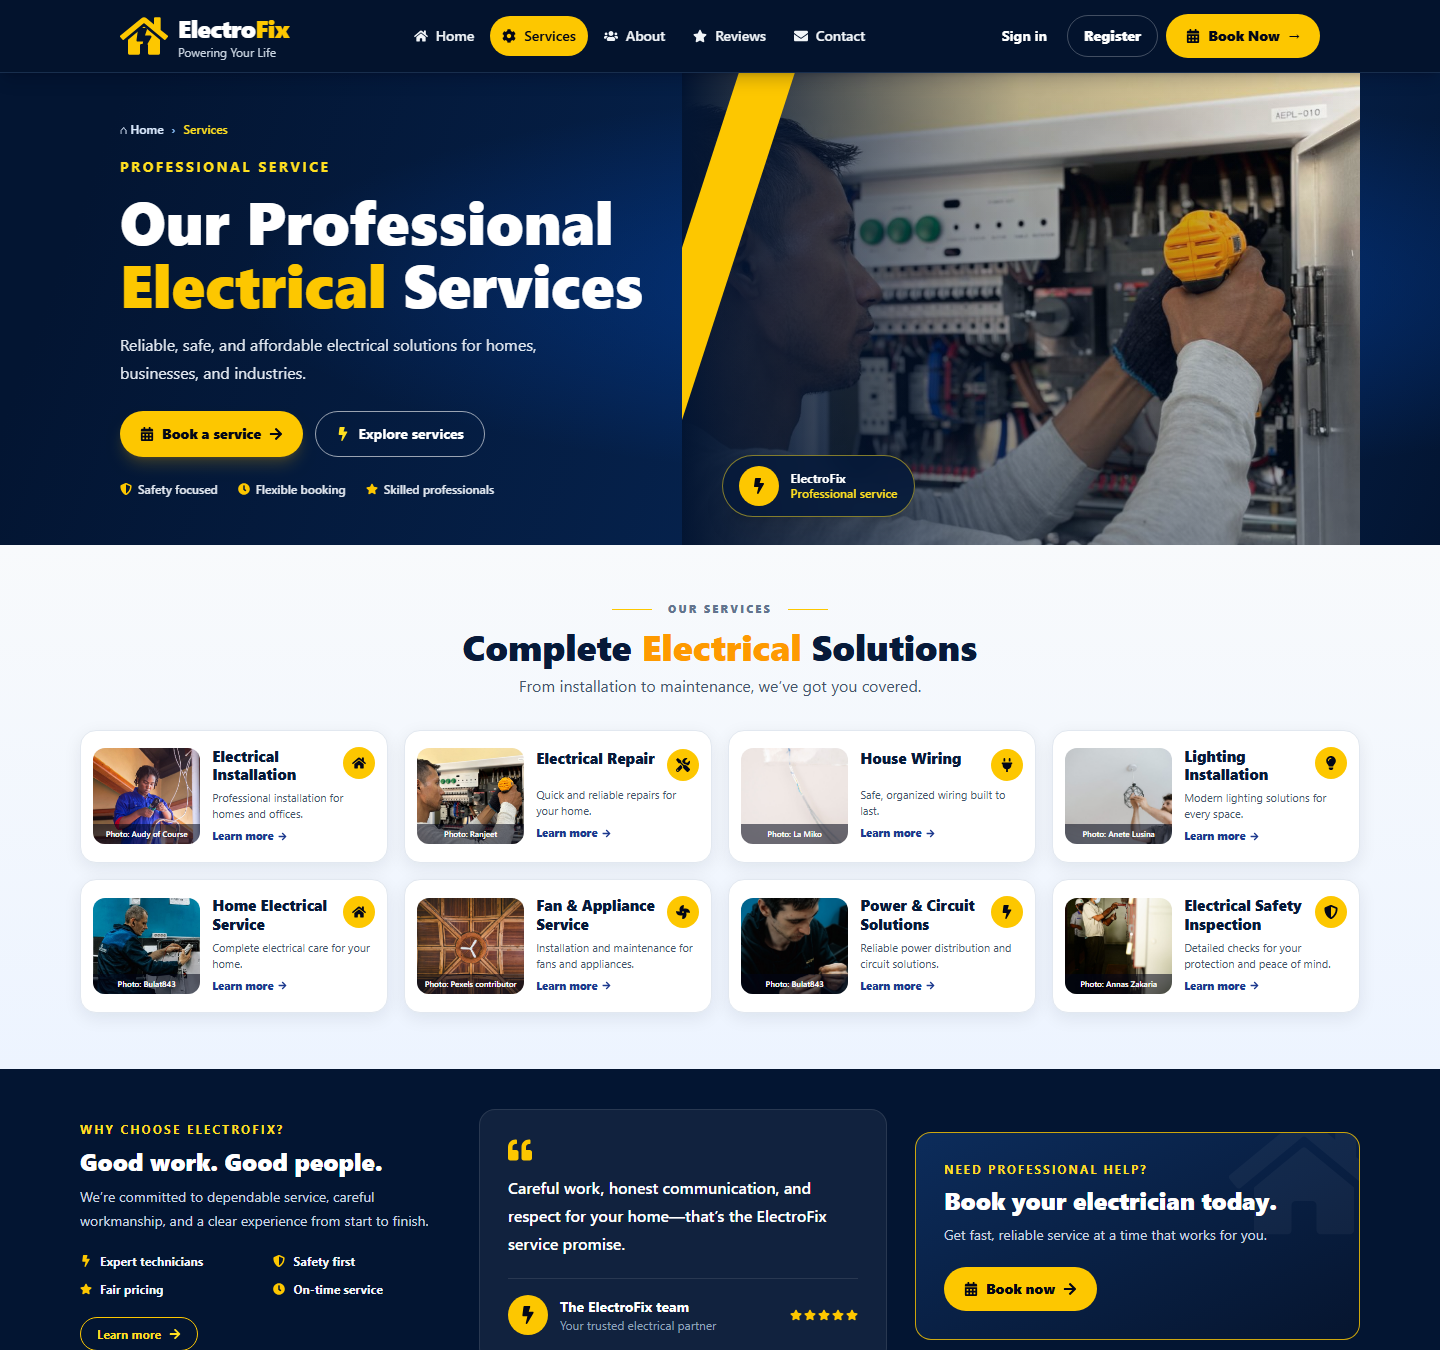 ElectroFix
Powering Your Life
Home
Services
About
Reviews
Contact
Sign in
Register
Book Now →
Home › Services
PROFESSIONAL SERVICE
Our Professional
Electrical Services
Reliable, safe, and affordable electrical solutions for homes,
businesses, and industries.
Book a service →
Explore services
Safety focused
Flexible booking
Skilled professionals
AEPL-010
ElectroFix
Professional service
OUR SERVICES
Complete Electrical Solutions
From installation to maintenance, we’ve got you covered.
Electrical
Installation
Professional installation for
homes and offices.
Learn more →
Photo: Audy of Course
Electrical Repair
Quick and reliable repairs for
your home.
Learn more →
Photo: Ranjeet
House Wiring
Safe, organized wiring built to
last.
Learn more →
Photo: La Miko
Lighting
Installation
Modern lighting solutions for
every space.
Learn more →
Photo: Anete Lusina
Home Electrical
Service
Complete electrical care for your
home.
Learn more →
Photo: Bulat843
Fan & Appliance
Service
Installation and maintenance for
fans and appliances.
Learn more →
Photo: Pexels contributor
Power & Circuit
Solutions
Reliable power distribution and
circuit solutions.
Learn more →
Photo: Bulat843
Electrical Safety
Inspection
Detailed checks for your
protection and peace of mind.
Learn more →
Photo: Annas Zakaria
WHY CHOOSE ELECTROFIX?
Good work. Good people.
We’re committed to dependable service, careful
workmanship, and a clear experience from start to finish.
Expert technicians
Safety first
Fair pricing
On-time service
Learn more →
Careful work, honest communication, and
respect for your home—that’s the ElectroFix
service promise.
The ElectroFix team
Your trusted electrical partner
NEED PROFESSIONAL HELP?
Book your electrician today.
Get fast, reliable service at a time that works for you.
Book now →